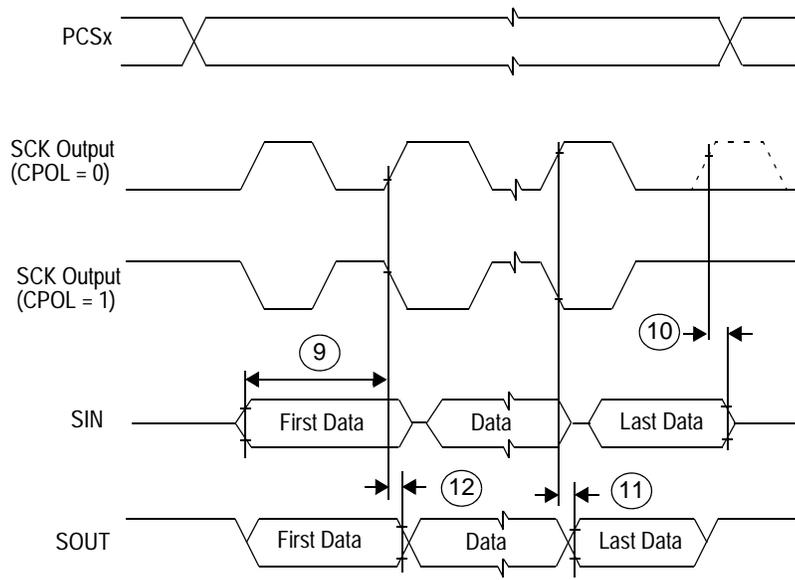 PCSx
SCK Output
(CPOL = 0)
SCK Output
(CPOL = 1)
10
9
SIN
First Data
Data
Last Data
12
11
SOUT
First Data
Data
Last Data